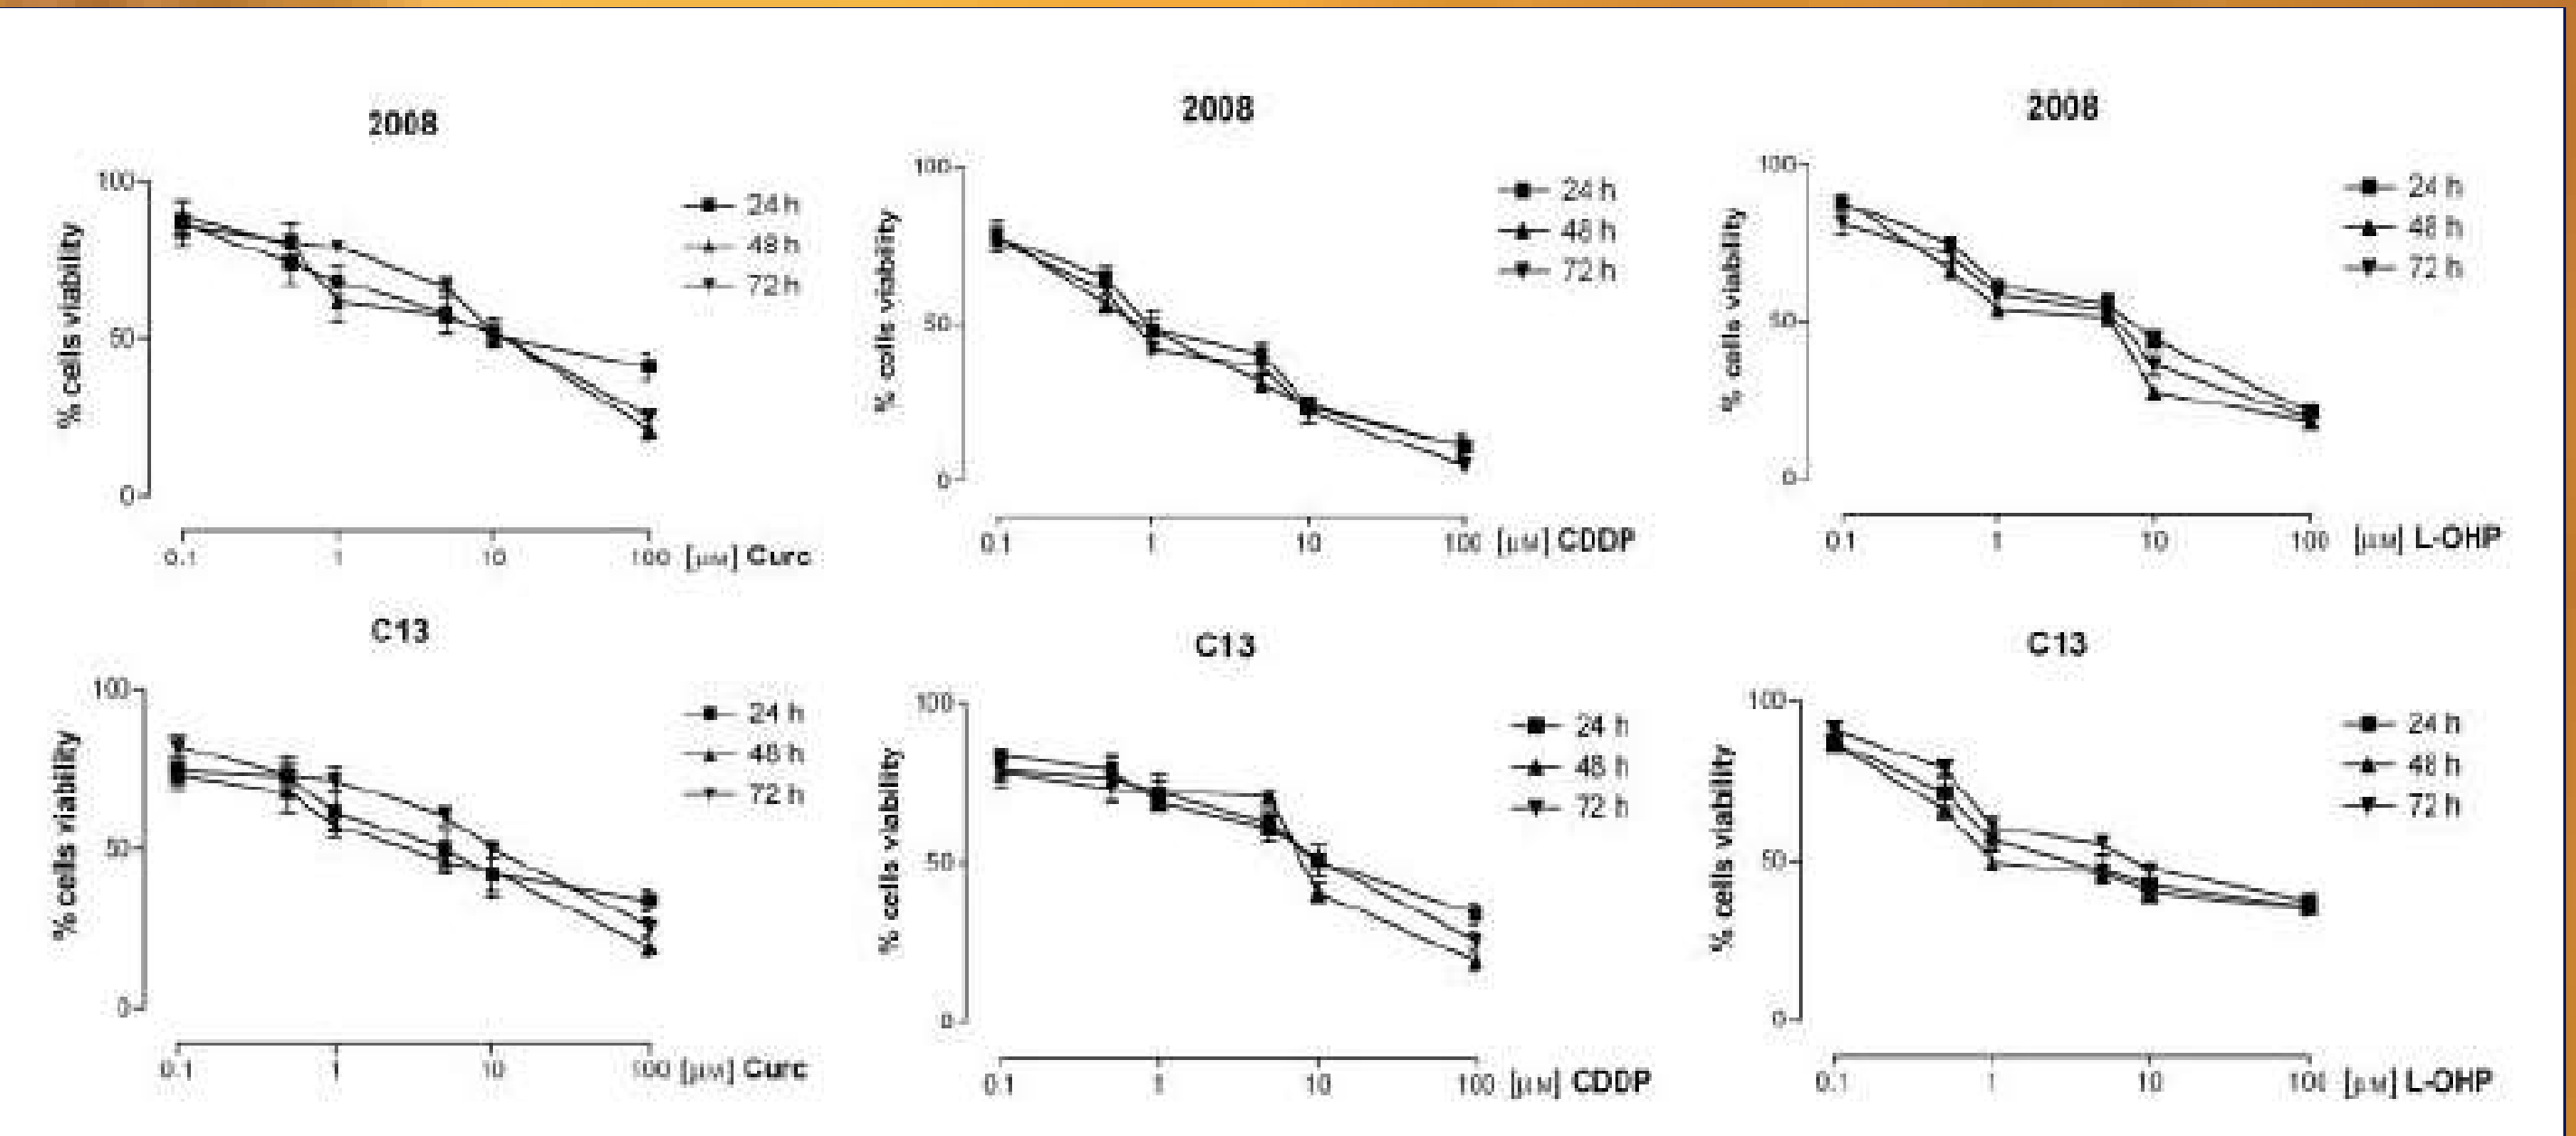 2008
100
50
0
% cells viability
24 h
48 h
72 h
0.1 1 10 100 [µM] Curc
2008
100
50
0
% cells viability
24 h
48 h
72 h
0.1 1 10 100 [µM] CDDP
2008
100
50
0
% cells viability
24 h
48 h
72 h
0.1 1 10 100 [µM] L-OHP
C13
100
50
0
% cells viability
24 h
48 h
72 h
0.1 1 10 100 [µM] Curc
C13
100
50
0
% cells viability
24 h
48 h
72 h
0.1 1 10 100 [µM] CDDP
C13
100
50
0
% cells viability
24 h
48 h
72 h
0.1 1 10 100 [µM] L-OHP